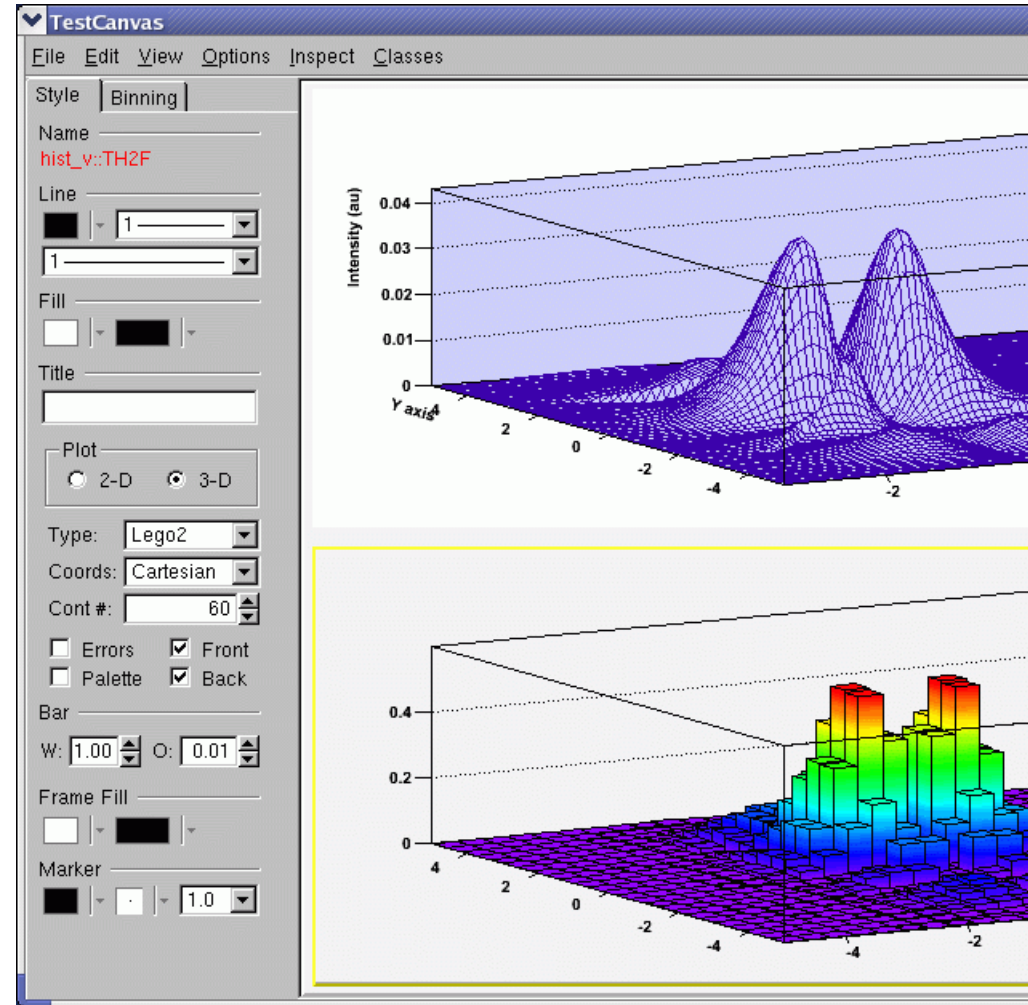 TestCanvas
File Edit View Options Inspect Classes
Style Binning
Name
hist_v::TH2F
Line
1
1
Fill
Title
Plot
2-D 3-D
Type: Lego2
Coords: Cartesian
Cont #: 60
Errors Front
Palette Back
Bar
W: 1.00 O: 0.01
Frame Fill
Marker
1.0
Intensity (au)
0.04
0.03
0.02
0.01
0
Y axis
4
2
0
-2
-4
-2
0.4
0.2
0
4
2
0
-2
-4
-4
-2